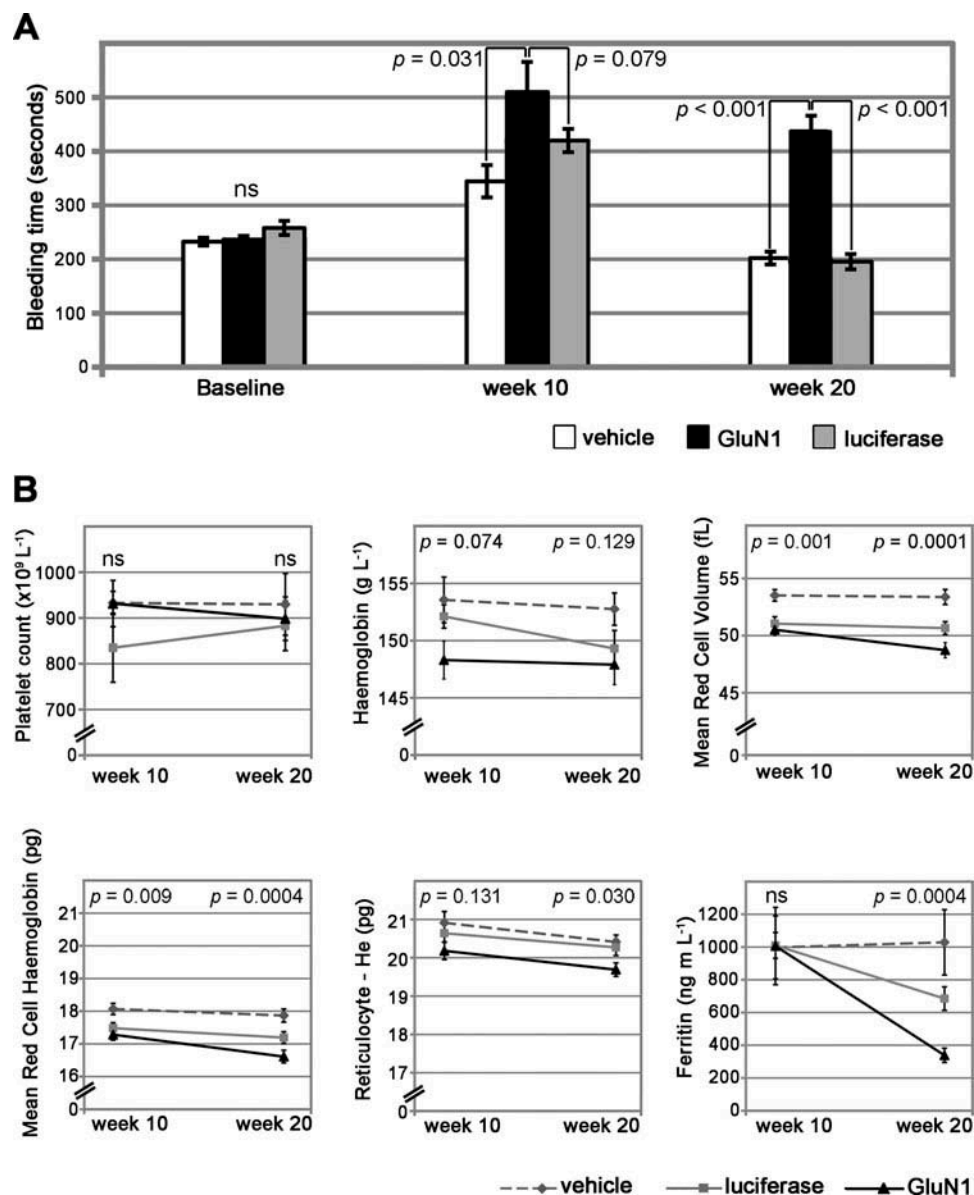 A
Bleeding time (seconds)
500
400
300
200
100
0
ns
p = 0.031
p = 0.079
p < 0.001
p < 0.001
Baseline
week 10
week 20
vehicle
GluN1
luciferase
B
Platelet count (x10⁹ L⁻¹)
1000
900
800
700
0
ns
ns
week 10
week 20
Haemoglobin (g L⁻¹)
p = 0.074
p = 0.129
155
150
145
0
week 10
week 20
Mean Red Cell Volume (fL)
p = 0.001
p = 0.0001
55
50
45
0
week 10
week 20
Mean Red Cell Haemoglobin (pg)
p = 0.009
p = 0.0004
21
20
19
18
17
16
0
week 10
week 20
Reticulocyte - He (pg)
p = 0.131
p = 0.030
21
20
19
18
17
0
week 10
week 20
Ferritin (ng m L⁻¹)
ns
p = 0.0004
1200
1000
800
600
400
200
0
week 10
week 20
vehicle
luciferase
GluN1